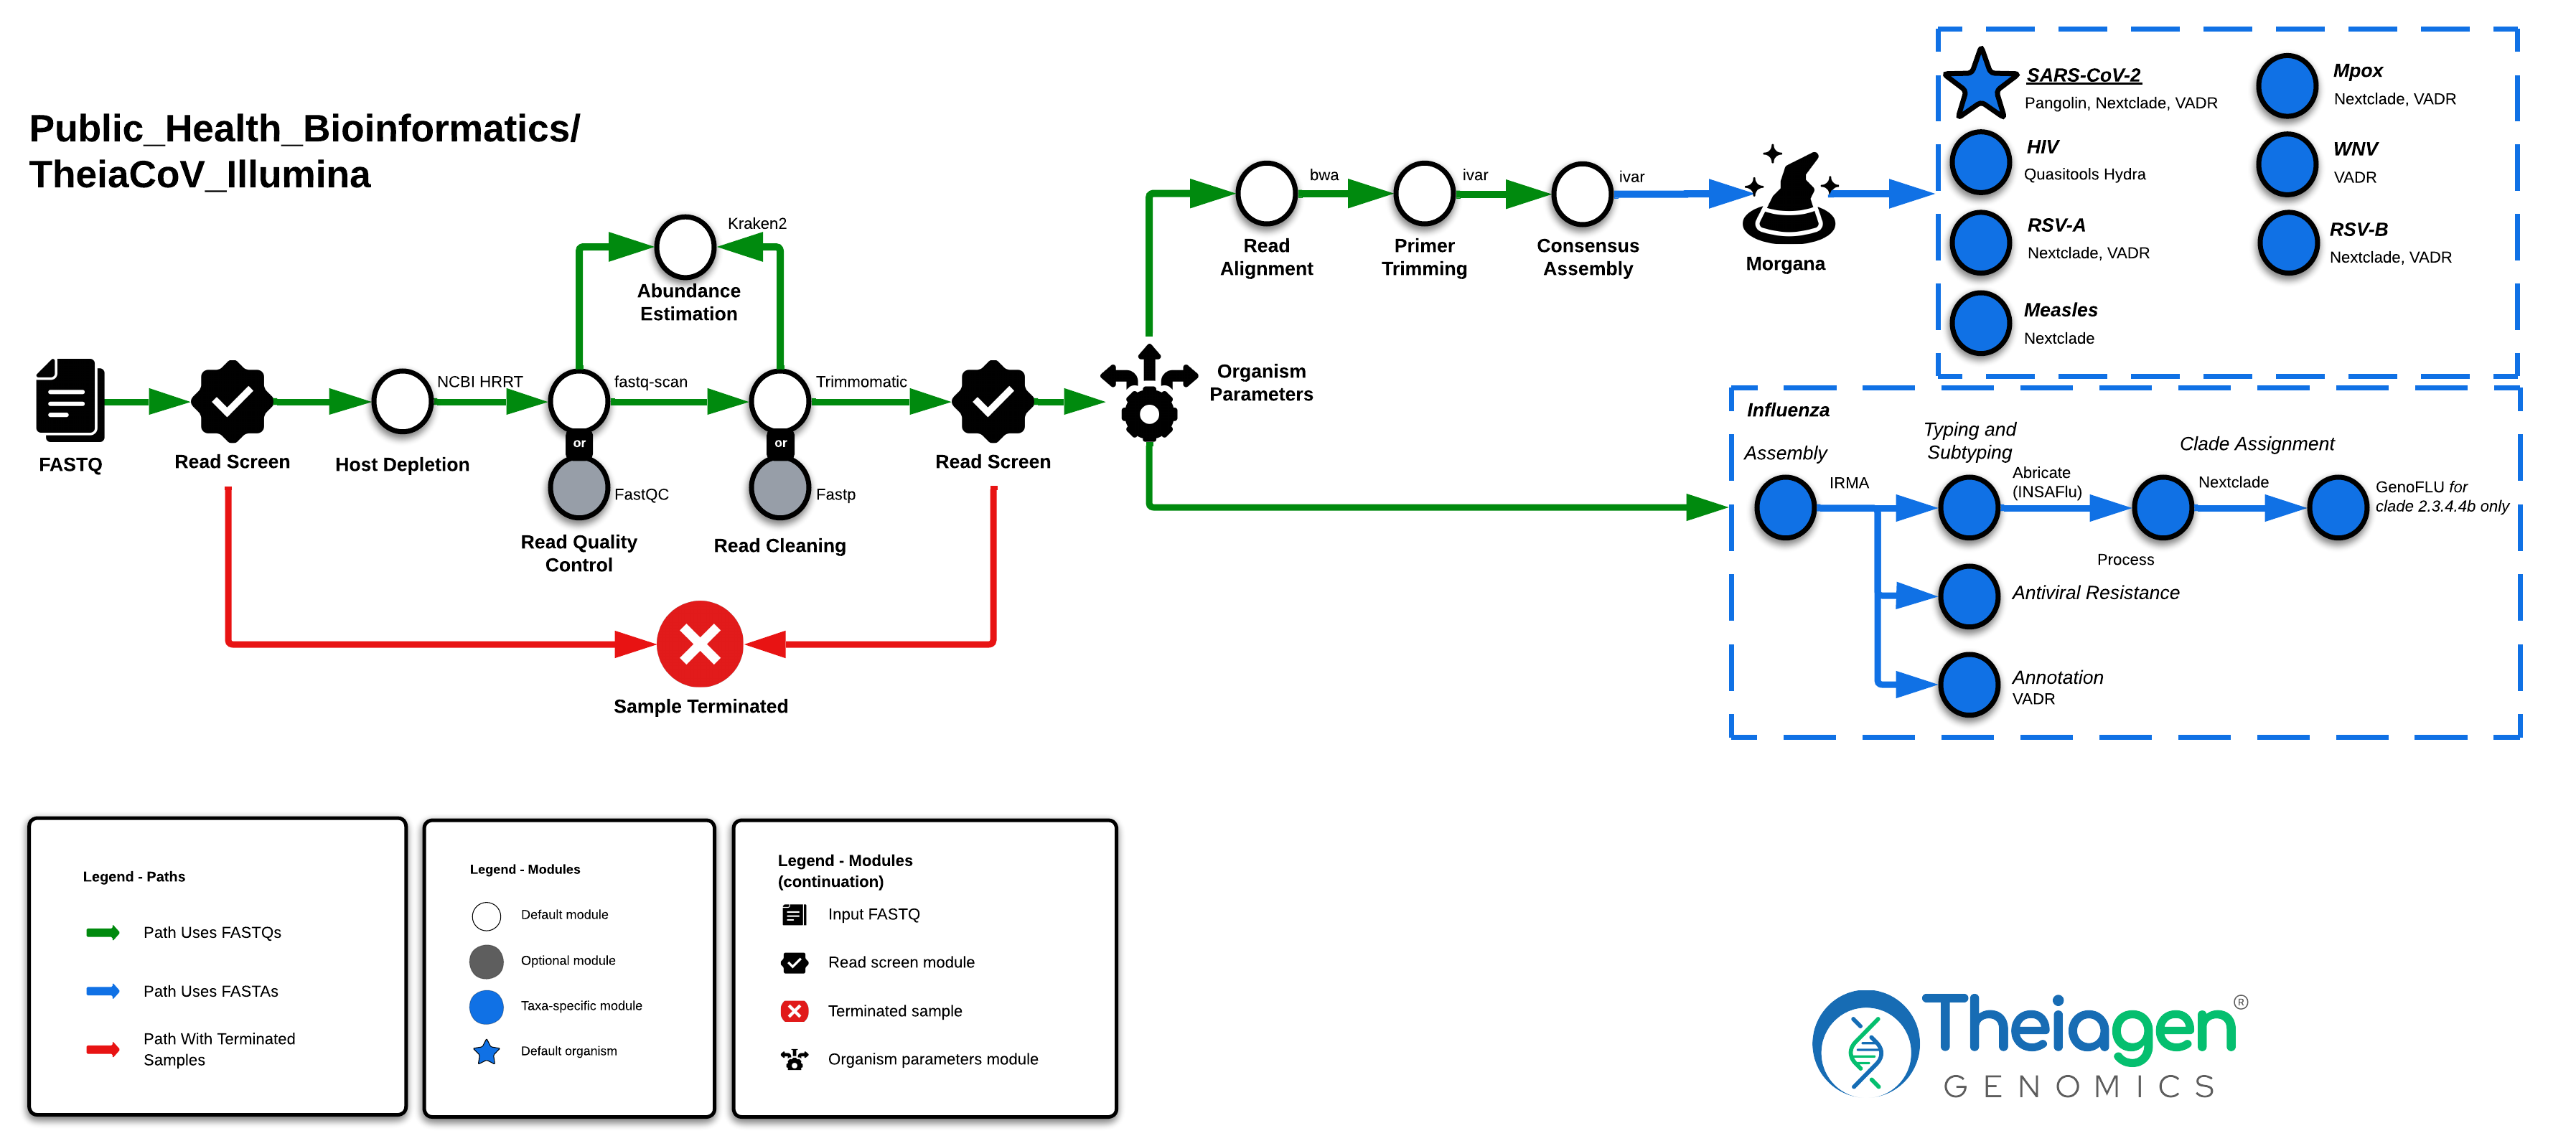 Public_Health_Bioinformatics/
TheiaCoV_Illumina
FASTQ
Read Screen
Host Depletion
NCBI HRRT
Read Quality
Control
fastq-scan
or
FastQC
Abundance
Estimation
Kraken2
Read Cleaning
Trimmomatic
or
Fastp
Read Screen
Sample Terminated
Organism
Parameters
Read
Alignment
bwa
Primer
Trimming
ivar
Consensus
Assembly
ivar
Morgana
SARS-CoV-2
Pangolin, Nextclade, VADR
HIV
Quasitools Hydra
RSV-A
Nextclade, VADR
Measles
Nextclade
Mpox
Nextclade, VADR
WNV
VADR
RSV-B
Nextclade, VADR
Influenza
Assembly
IRMA
Typing and
Subtyping
Abricate
(INSAFlu)
Clade Assignment
Nextclade
GenoFLU for
clade 2.3.4.4b only
Process
Antiviral Resistance
Annotation
VADR
Legend - Paths
Path Uses FASTQs
Path Uses FASTAs
Path With Terminated
Samples
Legend - Modules
Default module
Optional module
Taxa-specific module
Default organism
Legend - Modules
(continuation)
Input FASTQ
Read screen module
Terminated sample
Organism parameters module
Theiagen®
GENOMICS